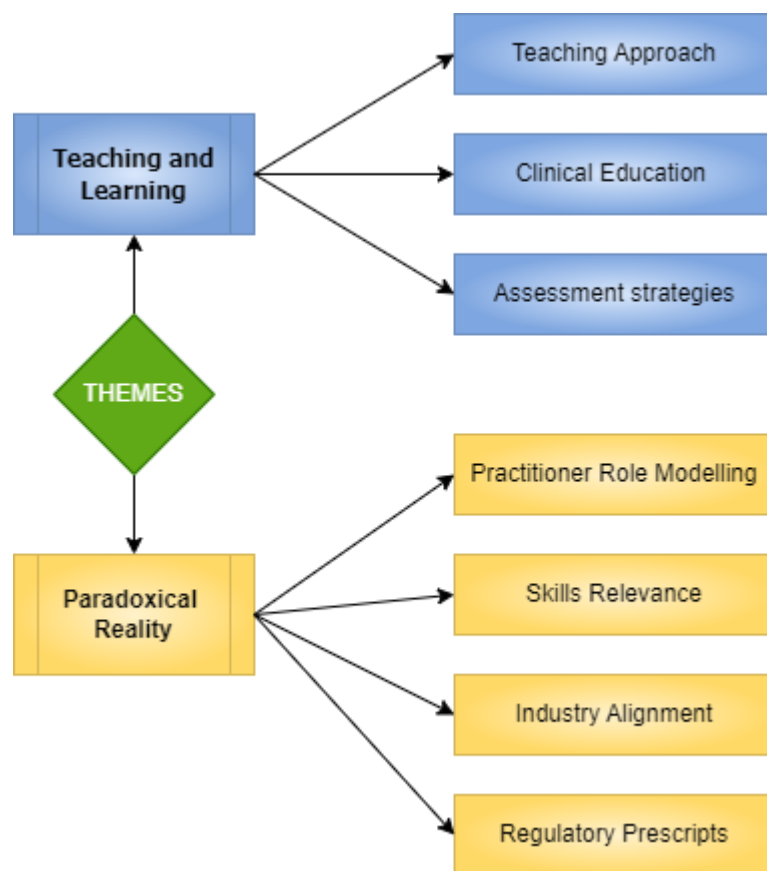 Teaching Approach
Teaching and
Learning
Clinical Education
Assessment strategies
THEMES
Practitioner Role Modelling
Paradoxical
Reality
Skills Relevance
Industry Alignment
Regulatory Prescripts